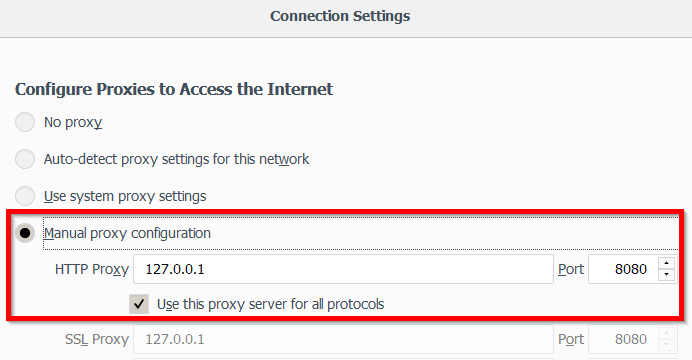 Connection Settings
Configure Proxies to Access the Internet
No proxy
Auto-detect proxy settings for this network
Use system proxy settings
Manual proxy configuration
HTTP Proxy 127.0.0.1 Port 8080
Use this proxy server for all protocols
SSL Proxy 127.0.0.1 Port 8080